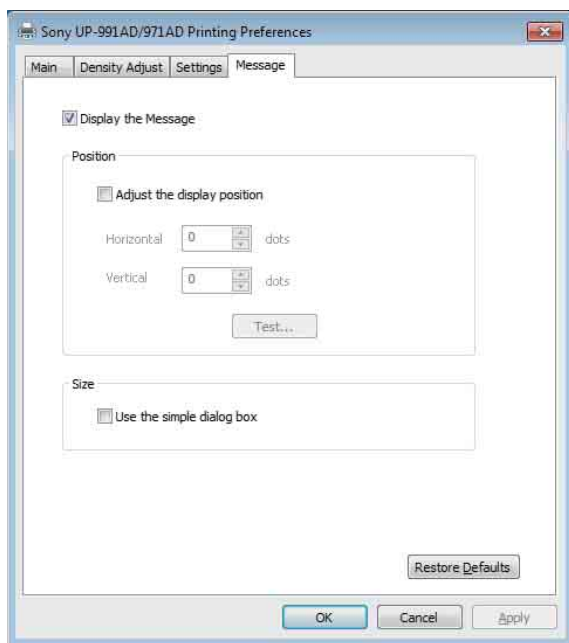 Sony UP-991AD/971AD Printing Preferences
Main Density Adjust Settings Message
Display the Message
Position
Adjust the display position
Horizontal 0 dots
Vertical 0 dots
Test...
Size
Use the simple dialog box
Restore Defaults
OK Cancel Apply